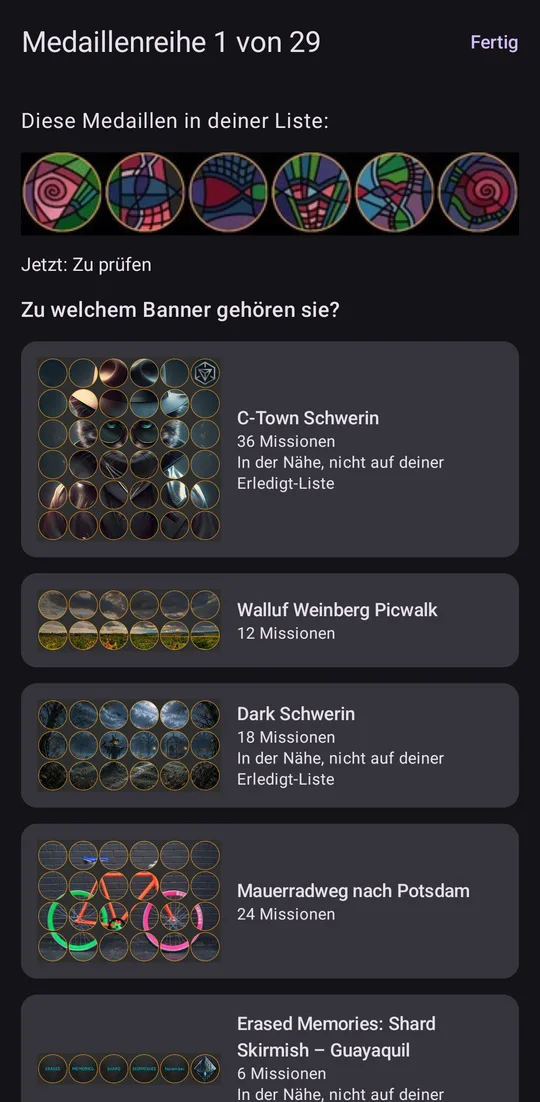 Medaillenreihe 1 von 29
Fertig
Diese Medaillen in deiner Liste:
Jetzt: Zu prüfen
Zu welchem Banner gehören sie?
C-Town Schwerin
36 Missionen
In der Nähe, nicht auf deiner
Erledigt-Liste
Walluf Weinberg Picwalk
12 Missionen
Dark Schwerin
18 Missionen
In der Nähe, nicht auf deiner
Erledigt-Liste
Mauerradweg nach Potsdam
24 Missionen
Erased Memories: Shard
Skirmish – Guayaquil
6 Missionen
In der Nähe, nicht auf deiner
ERASED
MEMORIES:
SHARD